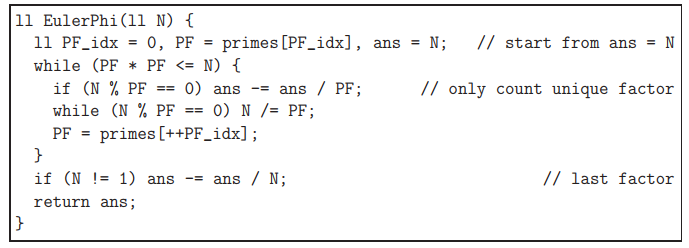 ll EulerPhi(ll N) {
ll PF_idx = 0, PF = primes[PF_idx], ans = N; // start from ans = N
while (PF * PF <= N) {
if (N % PF == 0) ans -= ans / PF; // only count unique factor
while (N % PF == 0) N /= PF;
PF = primes[++PF_idx];
}
if (N != 1) ans -= ans / N; // last factor
return ans;
}